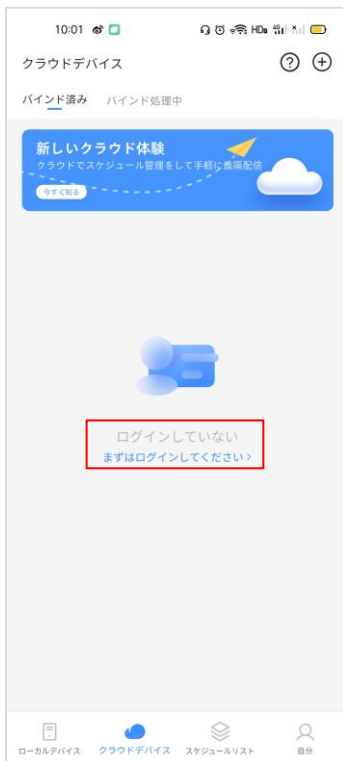 10:01 HD
クラウドデバイス
バインド済み バインド処理中
新しいクラウド体験
クラウドでスケジュール管理をして手軽に遠隔配信
今すぐ知る
ログインしていない
まずはログインしてください>
ローカルデバイス クラウドデバイス スケジュールリスト 自分